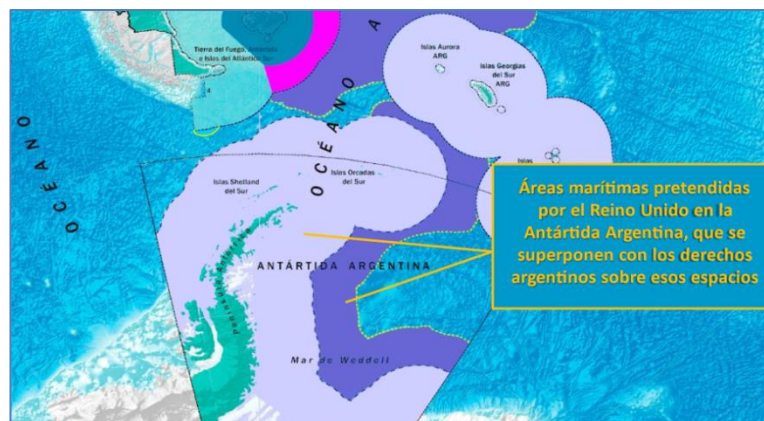 A
Tierra del Fuego, Antártida
e Islas del Atlántico Sur
Islas Aurora
ARG
Islas Georgias
del Sur
ARG
OCÉANO
OCÉANO
Islas
Islas Shetland
del Sur
Islas Orcadas
del Sur
Áreas marítimas pretendidas
por el Reino Unido en la
Antártida Argentina, que se
superponen con los derechos
argentinos sobre esos espacios
ANTÁRTIDA ARGENTINA
Península Antártica
Mar de Weddell